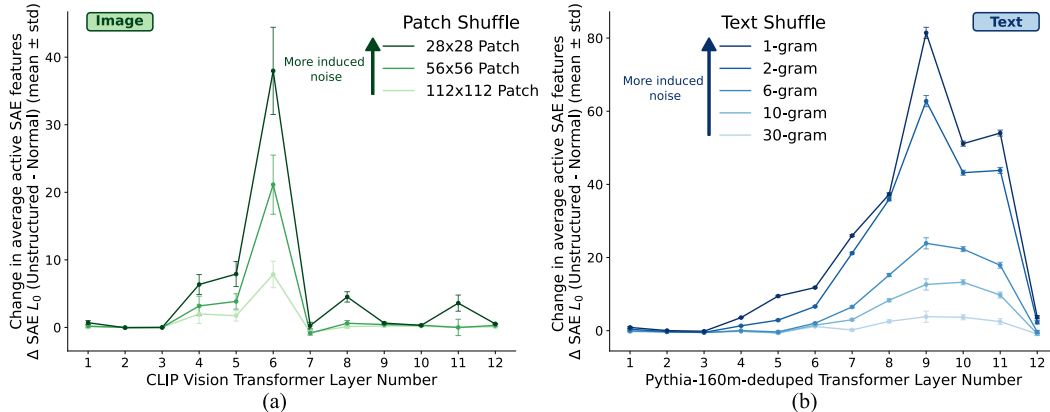 Image
Patch Shuffle
28x28 Patch
56x56 Patch
112x112 Patch
More induced
noise
Change in average active SAE features
Δ SAE L₀ (Unstructured - Normal) (mean ± std)
40
30
20
10
0
1 2 3 4 5 6 7 8 9 10 11 12
CLIP Vision Transformer Layer Number
(a)
Text Shuffle
Text
1-gram
2-gram
6-gram
10-gram
30-gram
More induced
noise
Change in average active SAE features
Δ SAE L₀ (Unstructured - Normal) (mean ± std)
80
60
40
20
0
1 2 3 4 5 6 7 8 9 10 11 12
Pythia-160m-deduped Transformer Layer Number
(b)